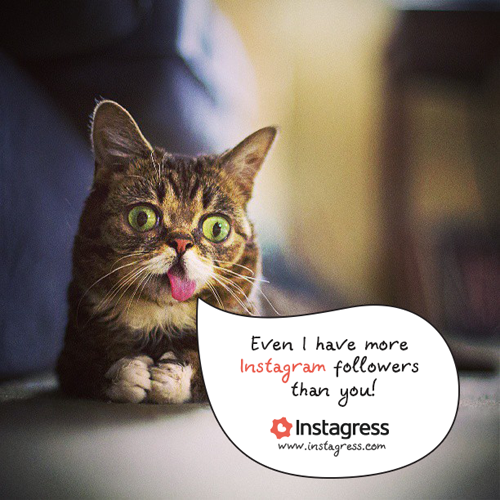 Even I have more
Instagram followers
than you!
Instagress
www.instagress.com